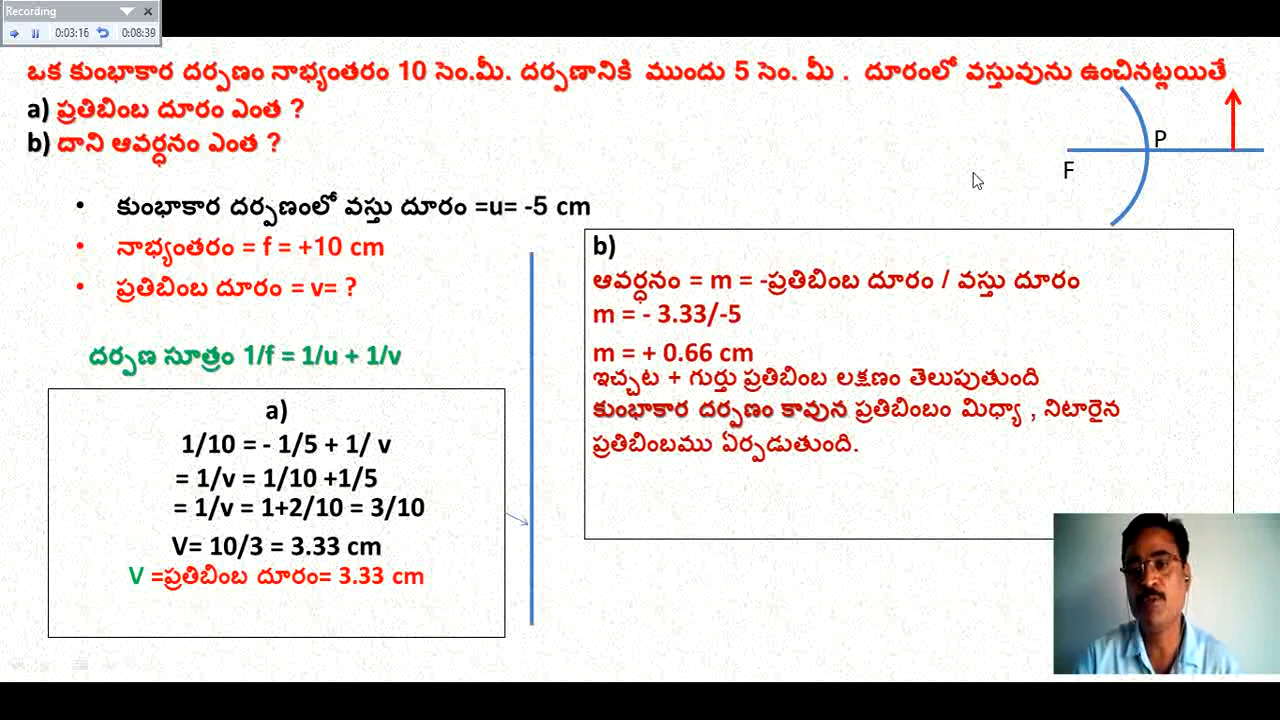 Recording
0:03:16 0:08:39
ఒక కుంభాకార దర్పణం నాభ్యంతరం 10 సెం.మీ. దర్పణానికి ముందు 5 సెం. మీ . దూరంలో వస్తువును ఉంచినట్లయితే
a) ప్రతిబింబ దూరం ఎంత ?
b) దాని ఆవర్ధనం ఎంత ?
P
F
• కుంభాకార దర్పణంలో వస్తు దూరం =u= -5 cm
• నాభ్యంతరం = f = +10 cm
• ప్రతిబింబ దూరం = v= ?
దర్పణ సూత్రం 1/f = 1/u + 1/v
a)
1/10 = - 1/5 + 1/ v
= 1/v = 1/10 +1/5
= 1/v = 1+2/10 = 3/10
V= 10/3 = 3.33 cm
V =ప్రతిబింబ దూరం= 3.33 cm
b)
ఆవర్ధనం = m = -ప్రతిబింబ దూరం / వస్తు దూరం
m = - 3.33/-5
m = + 0.66 cm
ఇచ్చట + గుర్తు ప్రతిబింబ లక్షణం తెలుపుతుంది
కుంభాకార దర్పణం కావున ప్రతిబింబం మిధ్యా , నిటారైన
ప్రతిబింబము ఏర్పడుతుంది.